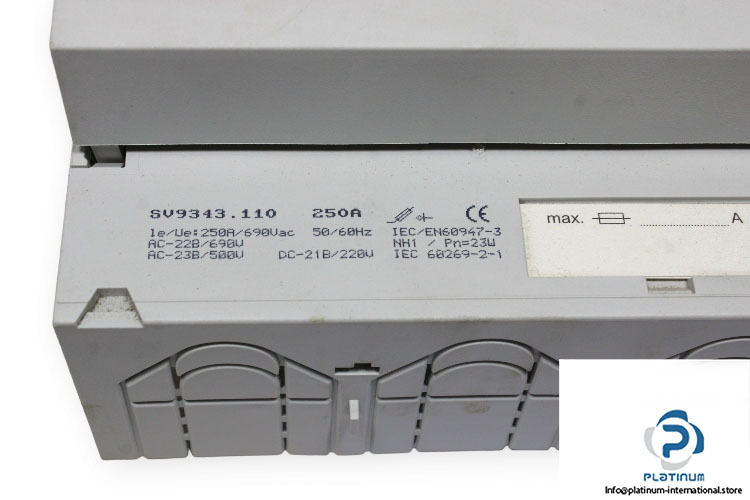 SV9343.110 250A CE
Ie/Ue:250A/690Vac 50/60Hz IEC/EN60947-3
AC-22B/690V NH1 / Pn=23W
AC-23B/500V DC-21B/220V IEC 60269-2-1
max. A
PLATINUM
Info@platinum-international.store